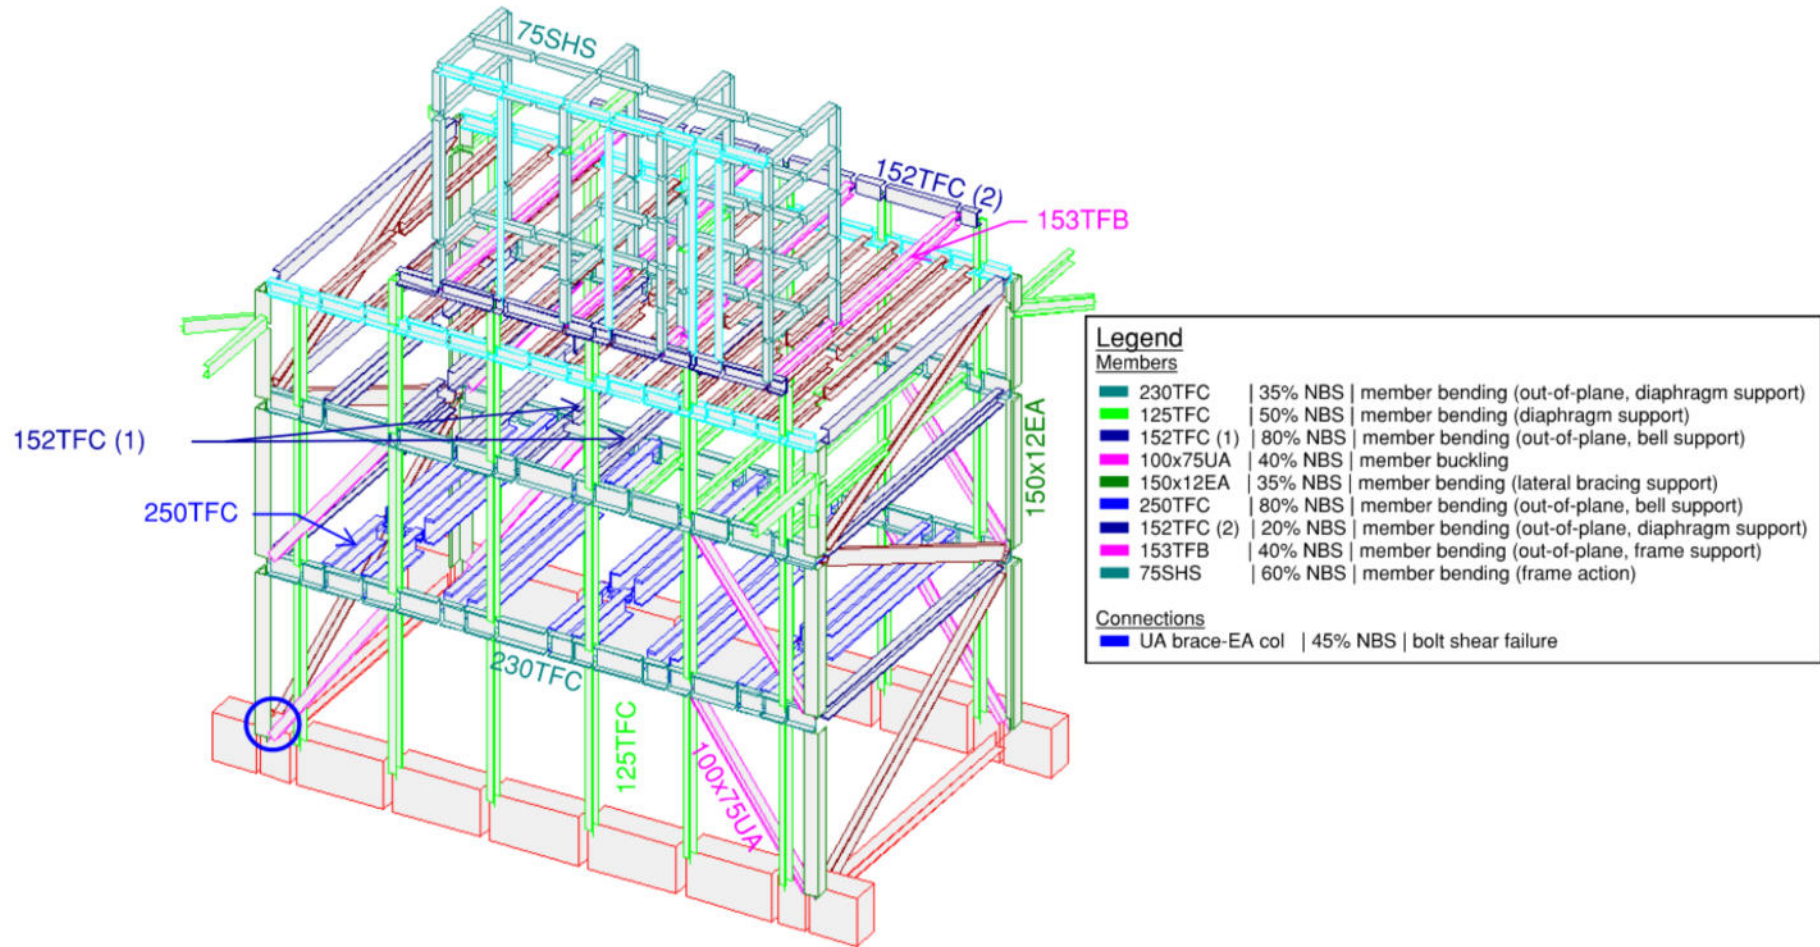 75SHS
152TFC (2)
153TFB
152TFC (1)
250TFC
150x12EA
230TFC
125TFC
100x75UA
Legend
Members
230TFC | 35% NBS | member bending (out-of-plane, diaphragm support)
125TFC | 50% NBS | member bending (diaphragm support)
152TFC (1) | 80% NBS | member bending (out-of-plane, bell support)
100x75UA | 40% NBS | member buckling
150x12EA | 35% NBS | member bending (lateral bracing support)
250TFC | 80% NBS | member bending (out-of-plane, bell support)
152TFC (2) | 20% NBS | member bending (out-of-plane, diaphragm support)
153TFB | 40% NBS | member bending (out-of-plane, frame support)
75SHS | 60% NBS | member bending (frame action)
Connections
UA brace-EA col | 45% NBS | bolt shear failure